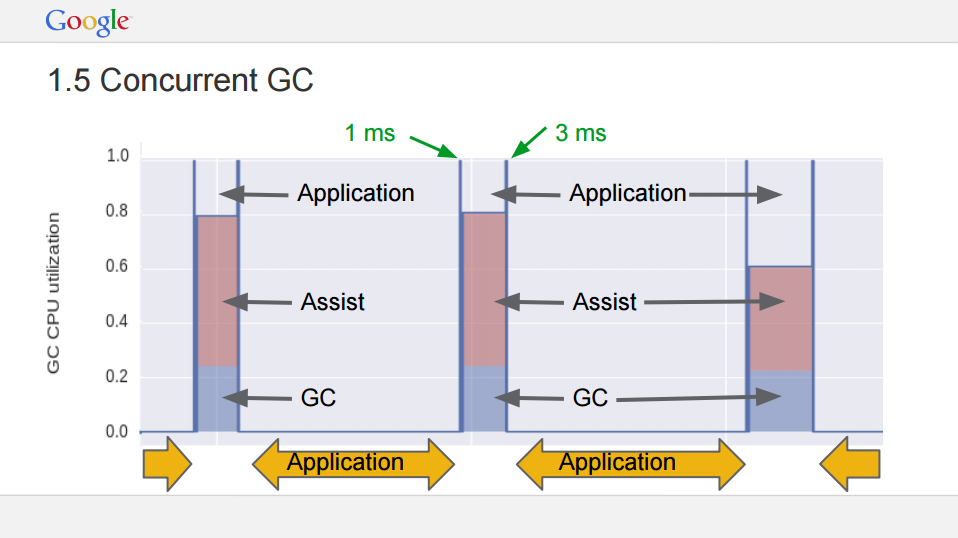 Google
1.5 Concurrent GC
1 ms 3 ms
1.0
Application Application
0.8
0.6
Assist Assist
0.4
GC GC
0.2
0.0
GC CPU utilization
Application Application